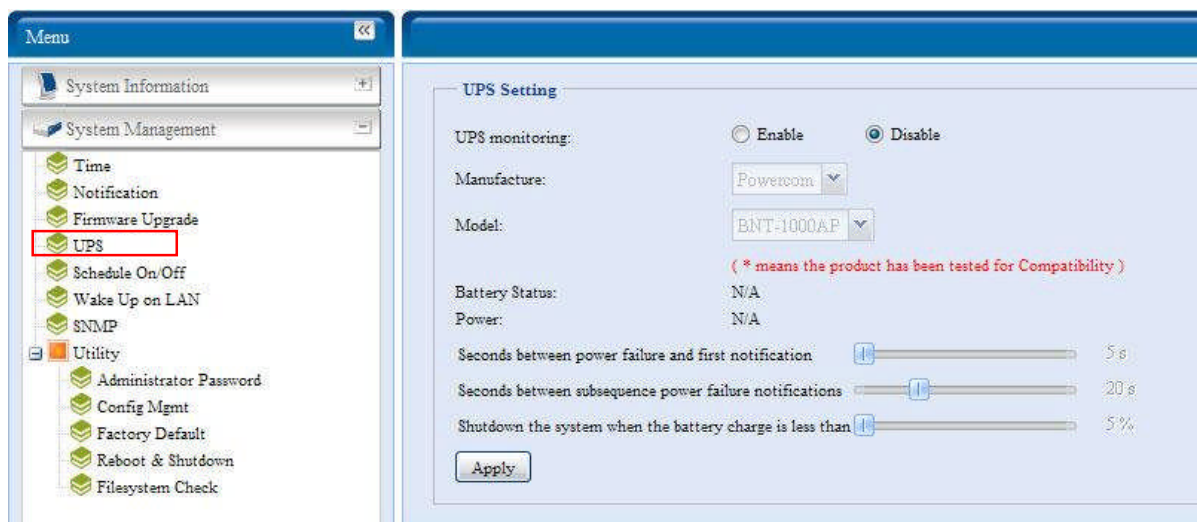 Menu
System Information
System Management
Time
Notification
Firmware Upgrade
UPS
Schedule On/Off
Wake Up on LAN
SNMP
Utility
Administrator Password
Config Mgmt
Factory Default
Reboot & Shutdown
Filesystem Check
UPS Setting
UPS monitoring: Enable Disable
Manufacture: Powercom
Model: BNT-1000AP
( * means the product has been tested for Compatibility )
Battery Status: N/A
Power: N/A
Seconds between power failure and first notification 5 s
Seconds between subsequence power failure notifications 20 s
Shutdown the system when the battery charge is less than 5 %
Apply